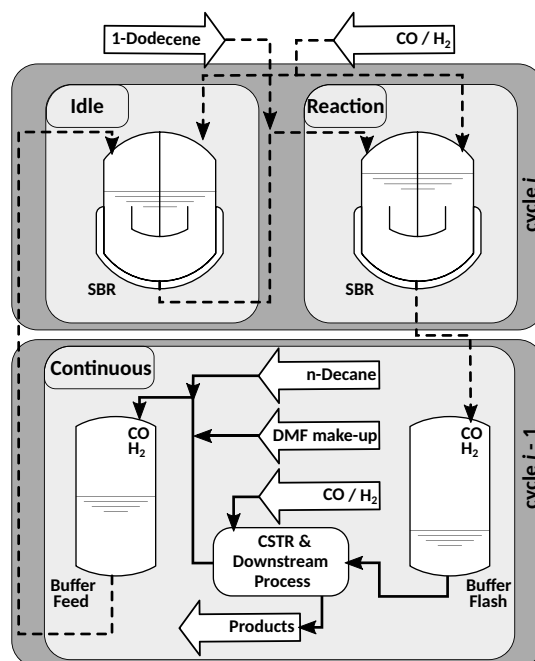 1-Dodecene
CO / H₂
Idle
Reaction
SBR
SBR
cycle i
Continuous
n-Decane
DMF make-up
CO / H₂
CO
H₂
CO
H₂
CSTR &
Downstream
Process
Buffer
Feed
Buffer
Flash
Products
cycle i - 1